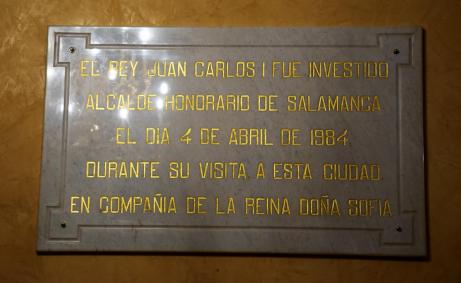 EL REY JUAN CARLOS I FUE INVESTIDO
ALCALDE HONORARIO DE SALAMANCA
EL DIA 4 DE ABRIL DE 1984
DURANTE SU VISITA A ESTA CIUDAD
EN COMPAÑIA DE LA REINA DOÑA SOFIA